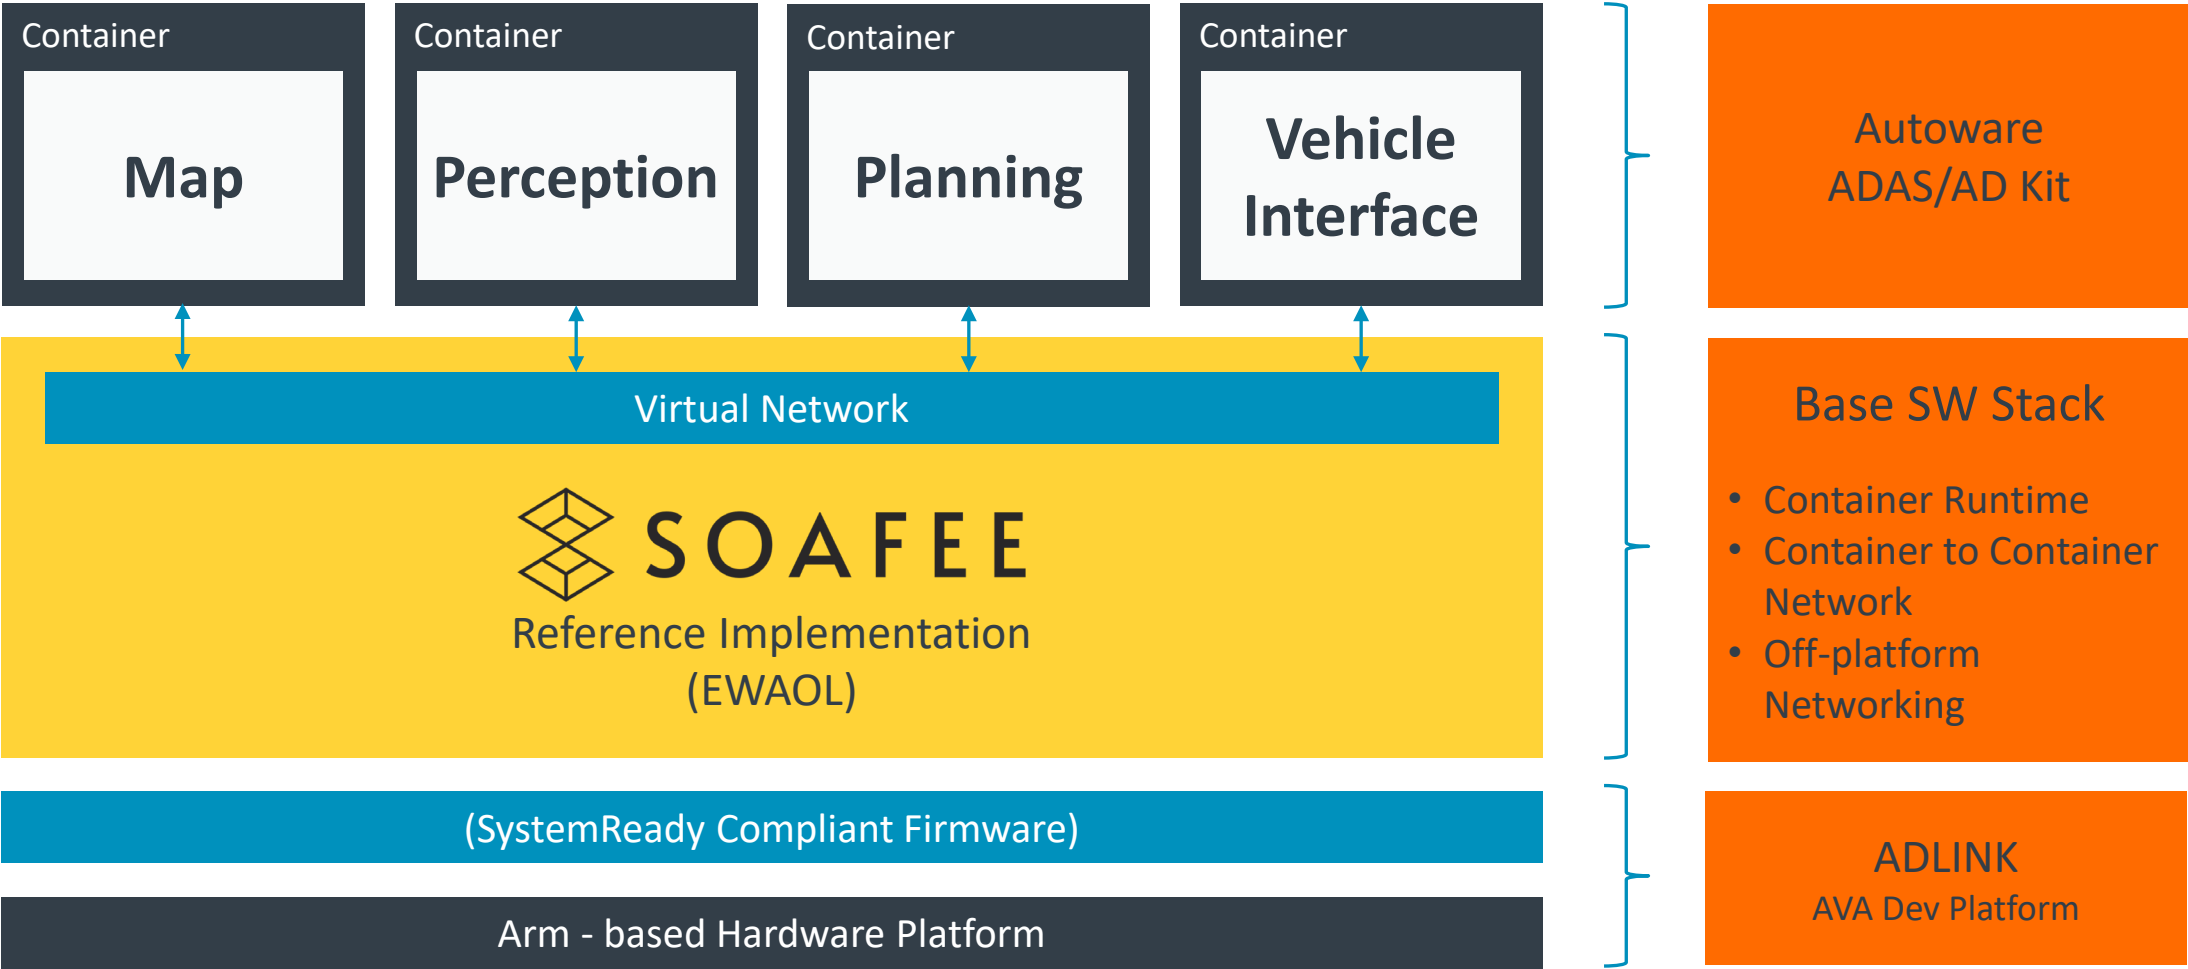 Container
Map
Container
Perception
Container
Planning
Container
Vehicle
Interface
Autoware
ADAS/AD Kit
Virtual Network
SOAFEE
Reference Implementation
(EWAOL)
Base SW Stack
• Container Runtime
• Container to Container
Network
• Off-platform
Networking
(SystemReady Compliant Firmware)
Arm - based Hardware Platform
ADLINK
AVA Dev Platform